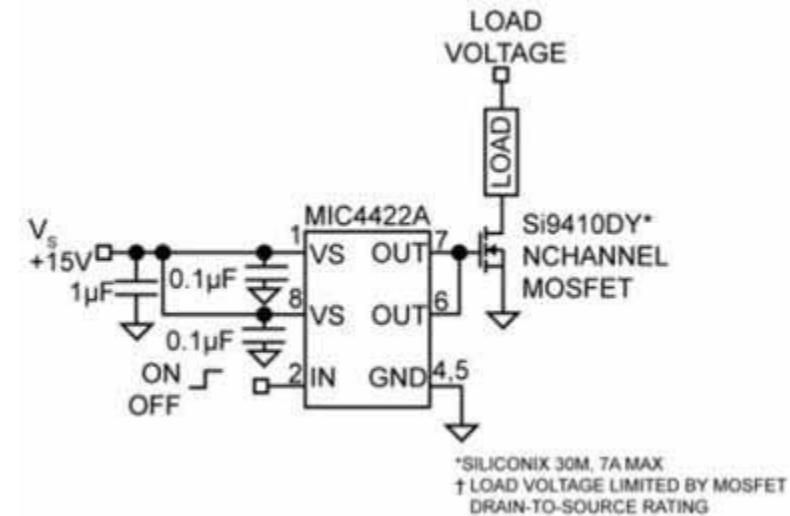 LOAD
VOLTAGE
LOAD
MIC4422A
Si9410DY*
NCHANNEL
MOSFET
VS
+15V
1µF
0.1µF
0.1µF
1
VS
OUT
7
8
VS
OUT
6
ON
OFF
2
IN
GND
4,5
*SILICONIX 30M, 7A MAX
† LOAD VOLTAGE LIMITED BY MOSFET
DRAIN-TO-SOURCE RATING